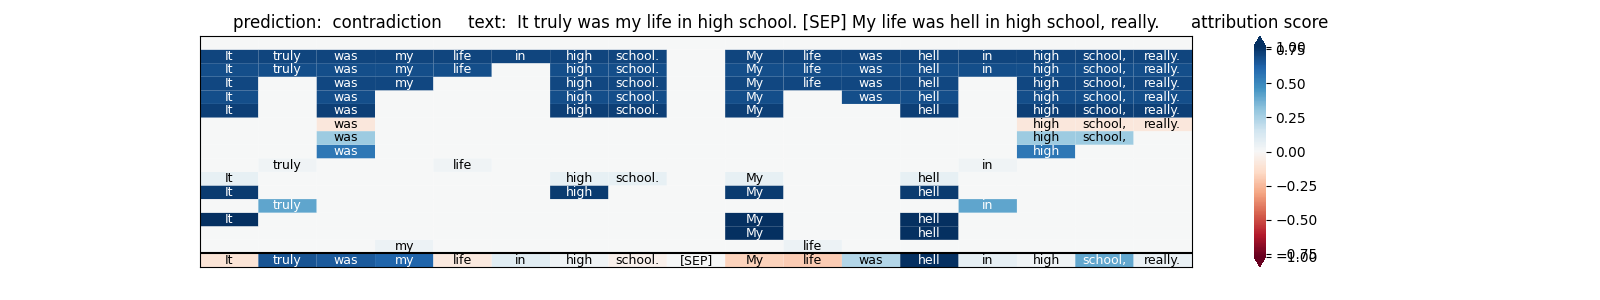 prediction:  contradiction      text:  It truly was my life in high school. [SEP] My life was hell in high school, really.       attribution score
It truly was my life in high school. My life was hell in high school, really.
It truly was my life high school. My life was hell in high school, really.
It was my high school. My life was hell high school, really.
It was high school. My was hell high school, really.
It was high school. My hell high school, really.
was high school, really.
was high school,
was high
truly life in
It high school. My hell
It high My hell
truly in
It My hell
My hell
my life
It truly was my life in high school. [SEP] My life was hell in high school, really.
1.00
0.75
0.50
0.25
0.00
−0.25
−0.50
−0.75
−1.00